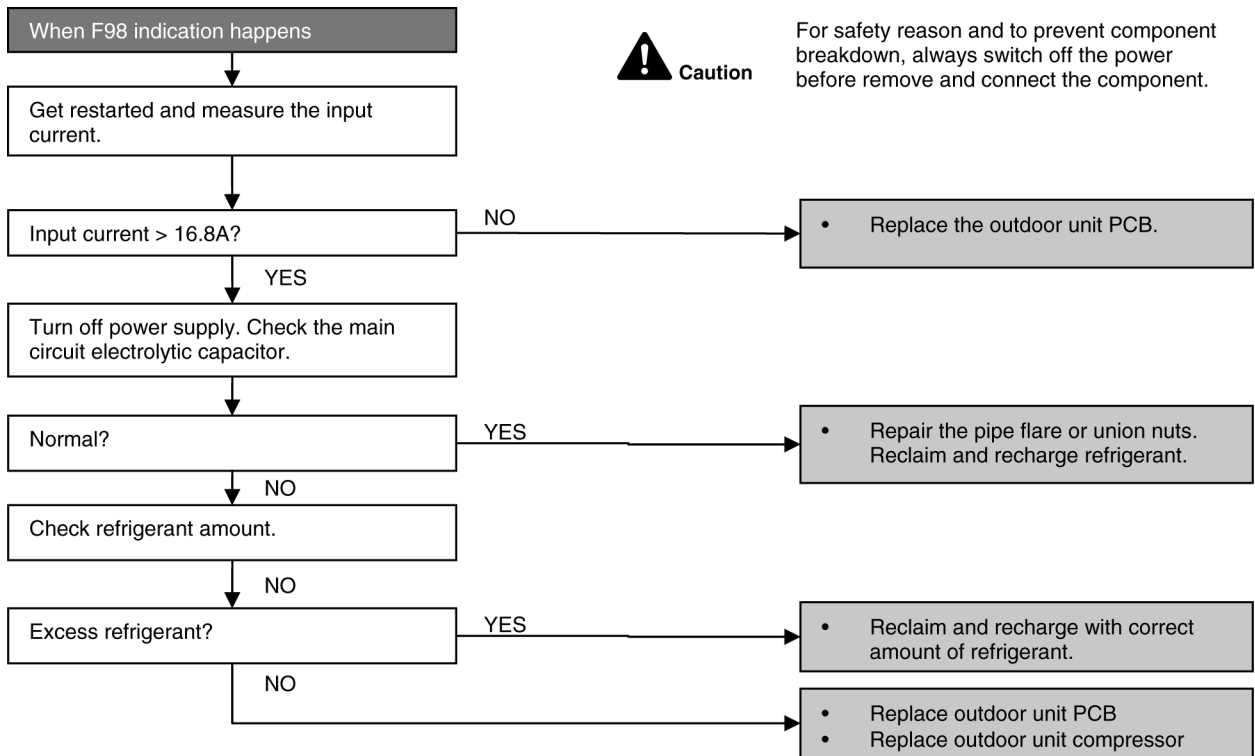 When F98 indication happens
Caution
For safety reason and to prevent component
breakdown, always switch off the power
before remove and connect the component.
Get restarted and measure the input
current.
Input current > 16.8A?
NO
• Replace the outdoor unit PCB.
YES
Turn off power supply. Check the main
circuit electrolytic capacitor.
Normal?
YES
• Repair the pipe flare or union nuts.
Reclaim and recharge refrigerant.
NO
Check refrigerant amount.
NO
Excess refrigerant?
YES
• Reclaim and recharge with correct
amount of refrigerant.
NO
• Replace outdoor unit PCB
• Replace outdoor unit compressor